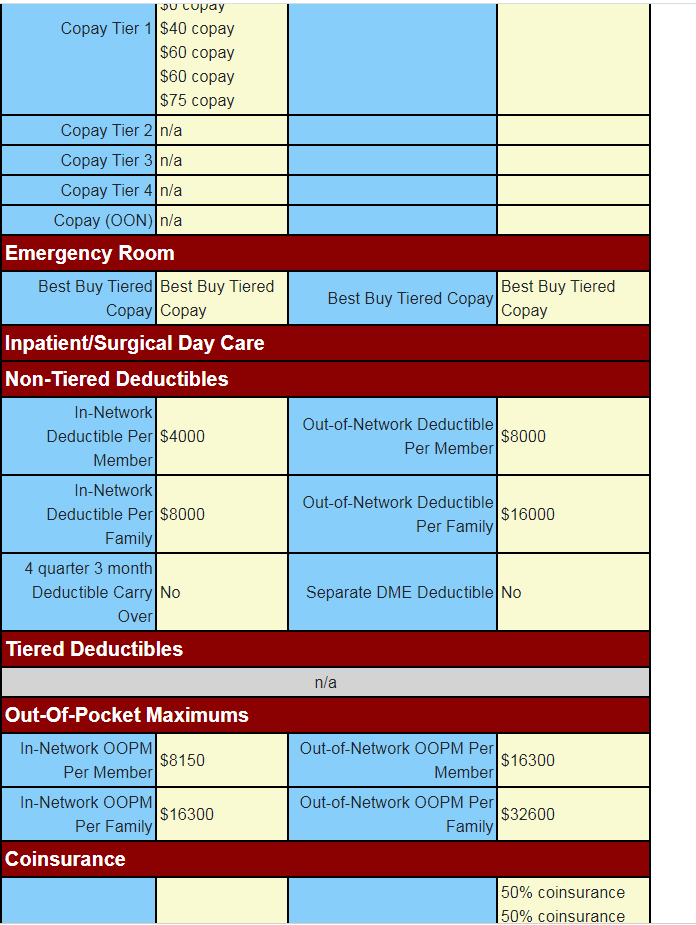 $0 copay
Copay Tier 1 $40 copay
$60 copay
$60 copay
$75 copay
Copay Tier 2 n/a
Copay Tier 3 n/a
Copay Tier 4 n/a
Copay (OON) n/a
Emergency Room
Best Buy Tiered
Copay
Best Buy Tiered
Copay
Best Buy Tiered Copay
Best Buy Tiered
Copay
Inpatient/Surgical Day Care
Non-Tiered Deductibles
In-Network
Deductible Per
Member
$4000
Out-of-Network Deductible
Per Member
$8000
In-Network
Deductible Per
Family
$8000
Out-of-Network Deductible
Per Family
$16000
4 quarter 3 month
Deductible Carry
Over
No
Separate DME Deductible
No
Tiered Deductibles
n/a
Out-Of-Pocket Maximums
In-Network OOPM
Per Member
$8150
Out-of-Network OOPM Per
Member
$16300
In-Network OOPM
Per Family
$16300
Out-of-Network OOPM Per
Family
$32600
Coinsurance
50% coinsurance
50% coinsurance